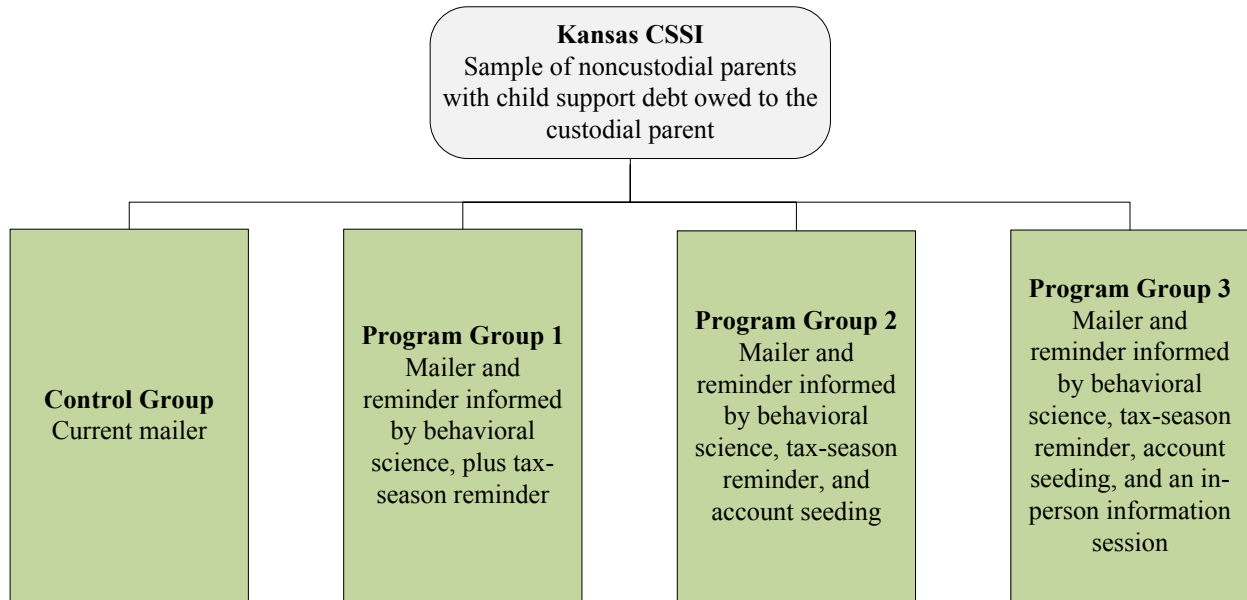 Kansas CSSI
Sample of noncustodial parents
with child support debt owed to the
custodial parent
Control Group
Current mailer
Program Group 1
Mailer and
reminder informed
by behavioral
science, plus tax-
season reminder
Program Group 2
Mailer and
reminder informed
by behavioral
science, tax-season
reminder, and
account seeding
Program Group 3
Mailer and
reminder informed
by behavioral
science, tax-season
reminder, account
seeding, and an in-
person information
session